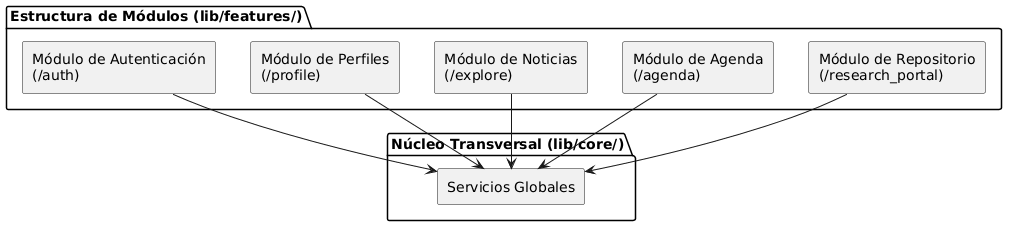 Estructura de Módulos (lib/features/)
Módulo de Autenticación
(/auth)
Módulo de Perfiles
(/profile)
Módulo de Noticias
(/explore)
Módulo de Agenda
(/agenda)
Módulo de Repositorio
(/research_portal)
Núcleo Transversal (lib/core/)
Servicios Globales